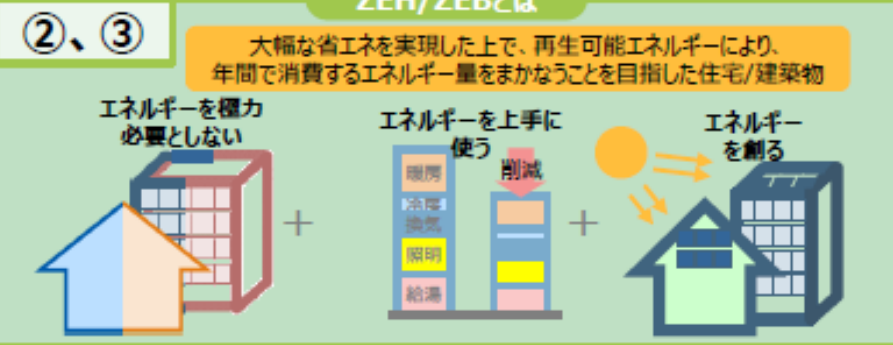 ZEH/ZEBとは
②、③
大幅な省エネを実現した上で、再生可能エネルギーにより、
年間で消費するエネルギー量をまかなうことを目指した住宅/建築物
エネルギーを極力
必要としない
+
エネルギーを上手に
使う
暖房
冷房
換気
照明
給湯
削減
+
エネルギー
を創る